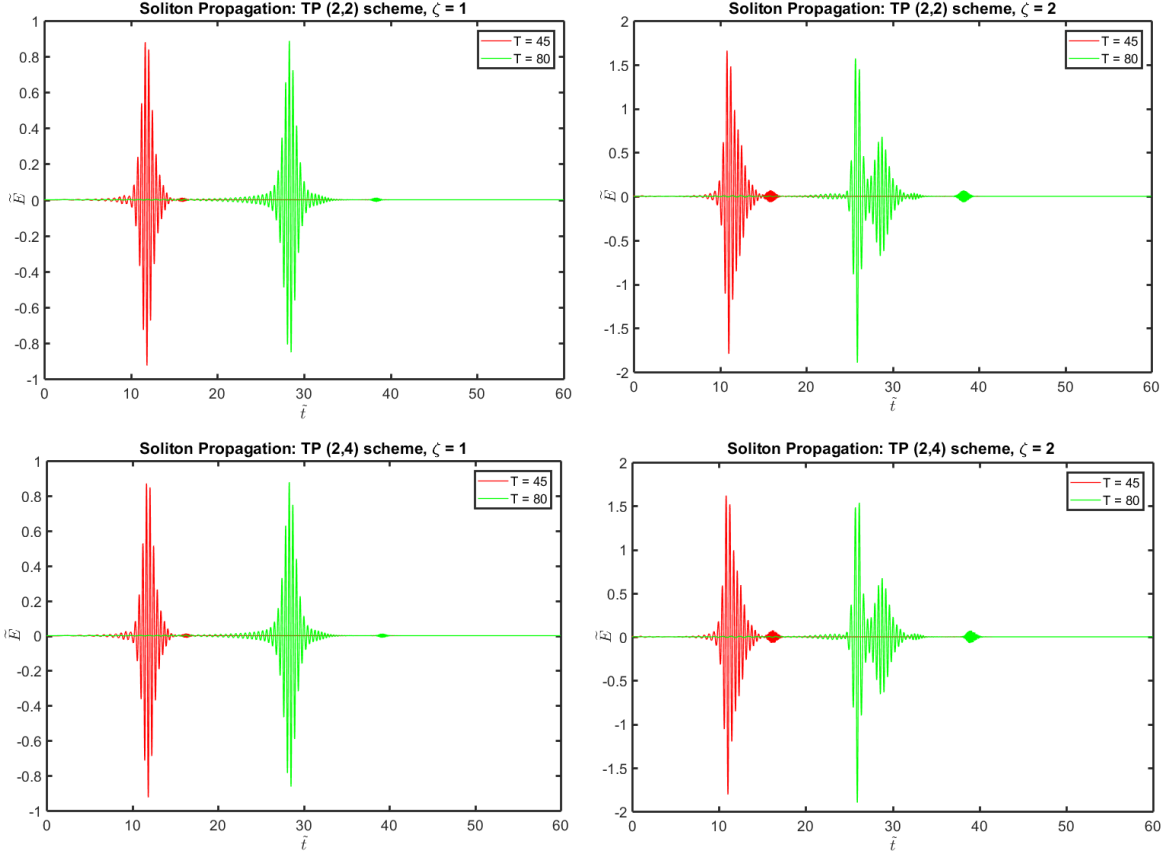 Soliton Propagation: TP (2,2) scheme, ζ = 1
1
0.8
0.6
0.4
0.2
0
-0.2
-0.4
-0.6
-0.8
-1
Ẽ
0 10 20 30 40 50 60
t̃
T = 45
T = 80
Soliton Propagation: TP (2,2) scheme, ζ = 2
2
1.5
1
0.5
0
-0.5
-1
-1.5
-2
Ẽ
0 10 20 30 40 50 60
t̃
T = 45
T = 80
Soliton Propagation: TP (2,4) scheme, ζ = 1
1
0.8
0.6
0.4
0.2
0
-0.2
-0.4
-0.6
-0.8
-1
Ẽ
0 10 20 30 40 50 60
t̃
T = 45
T = 80
Soliton Propagation: TP (2,4) scheme, ζ = 2
2
1.5
1
0.5
0
-0.5
-1
-1.5
-2
Ẽ
0 10 20 30 40 50 60
t̃
T = 45
T = 80